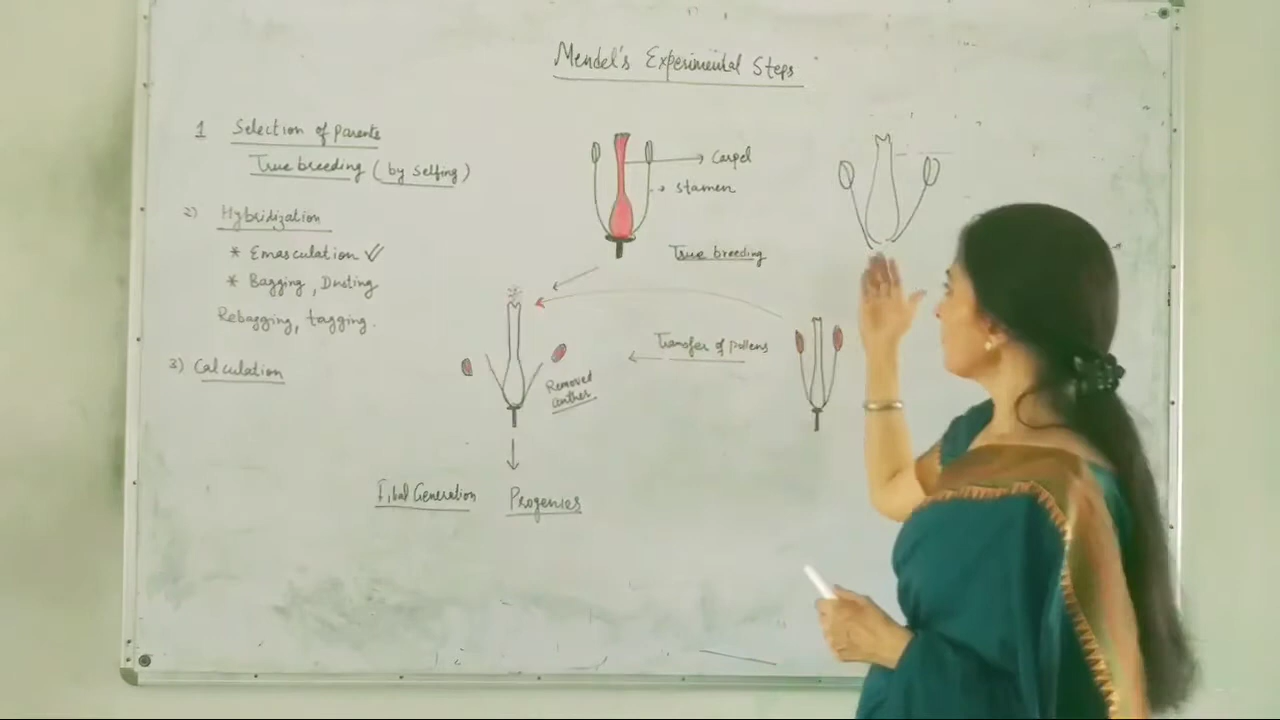 Mendel's Experimental Steps
1 Selection of parents
True breeding (by selfing)
2) Hybridization
* Emasculation ✓
* Bagging, Dusting
Rebagging, tagging.
3) Calculation
Carpel
stamen
True breeding
Transfer of pollens
Removed
anther
Filial Generation Progenies